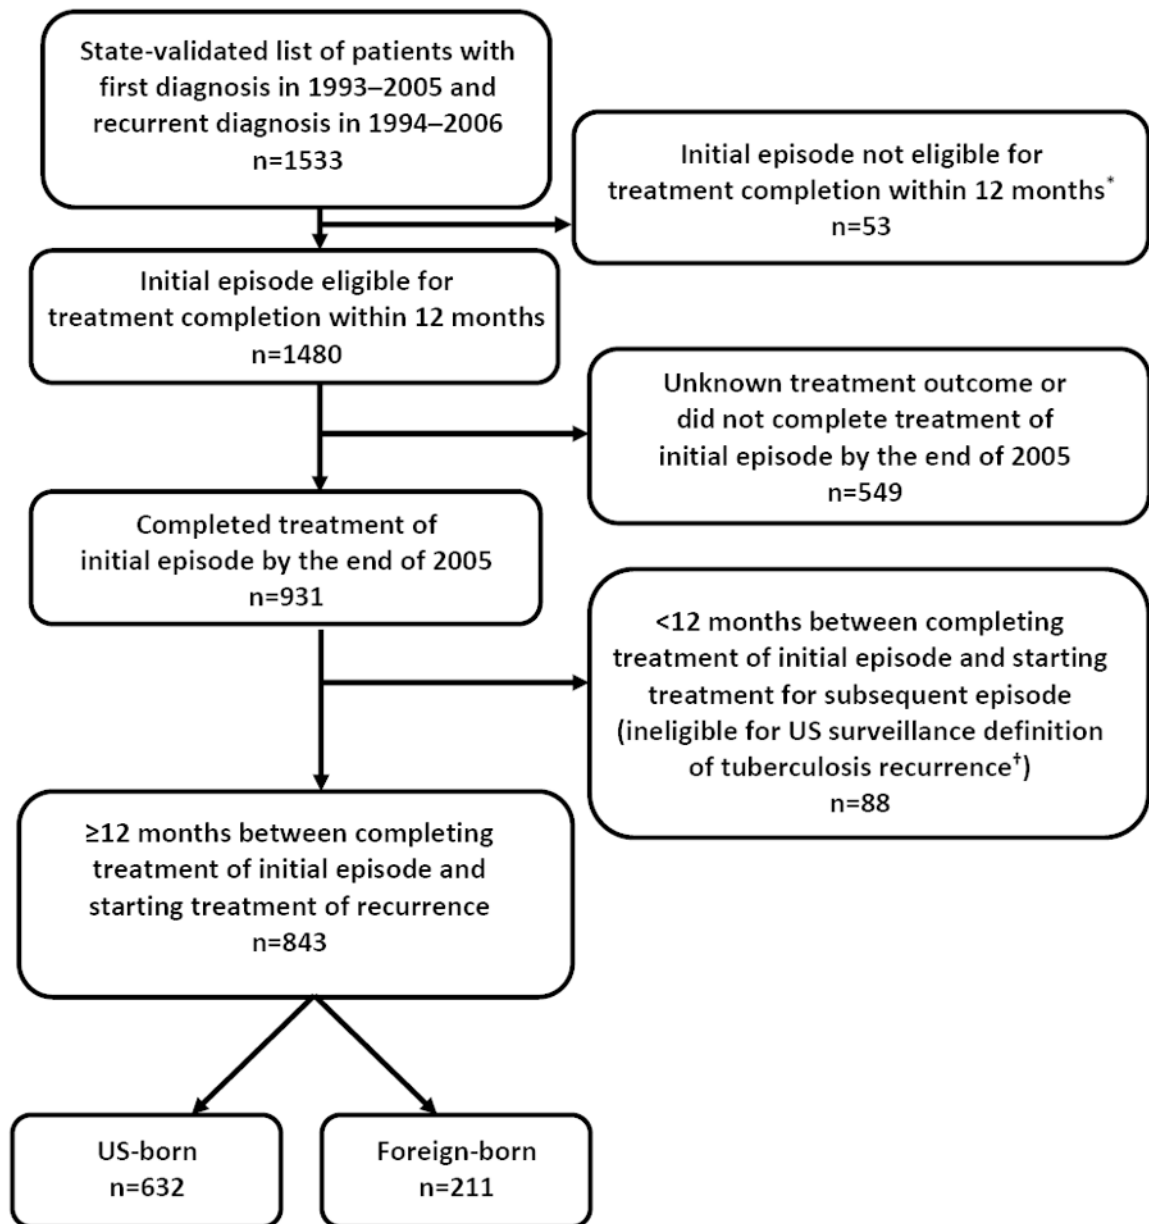 State-validated list of patients with
first diagnosis in 1993–2005 and
recurrent diagnosis in 1994–2006
n=1533
Initial episode not eligible for
treatment completion within 12 months*
n=53
Initial episode eligible for
treatment completion within 12 months
n=1480
Unknown treatment outcome or
did not complete treatment of
initial episode by the end of 2005
n=549
Completed treatment of
initial episode by the end of 2005
n=931
<12 months between completing
treatment of initial episode and starting
treatment for subsequent episode
(ineligible for US surveillance definition
of tuberculosis recurrence†)
n=88
≥12 months between completing
treatment of initial episode and
starting treatment of recurrence
n=843
US-born
n=632
Foreign-born
n=211